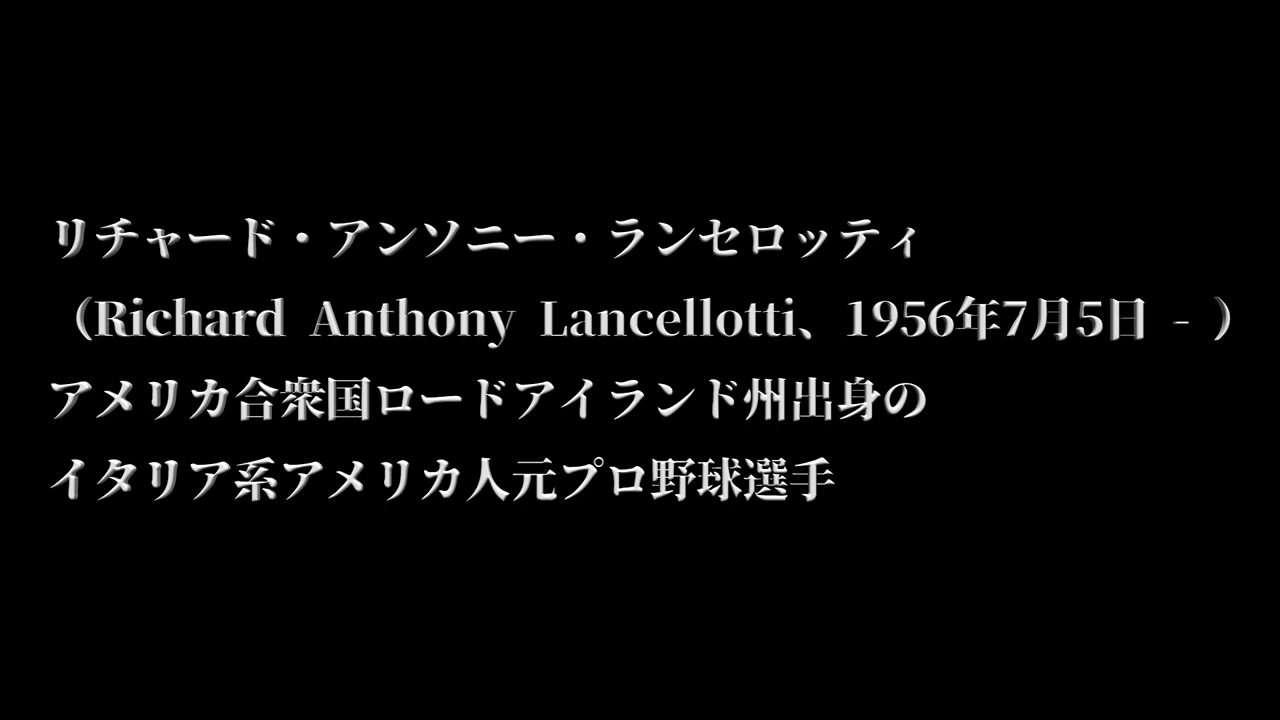 リチャード・アンソニー・ランセロッティ
（Richard Anthony Lancellotti、1956年7月5日 - ）
アメリカ合衆国ロードアイランド州出身の
イタリア系アメリカ人元プロ野球選手